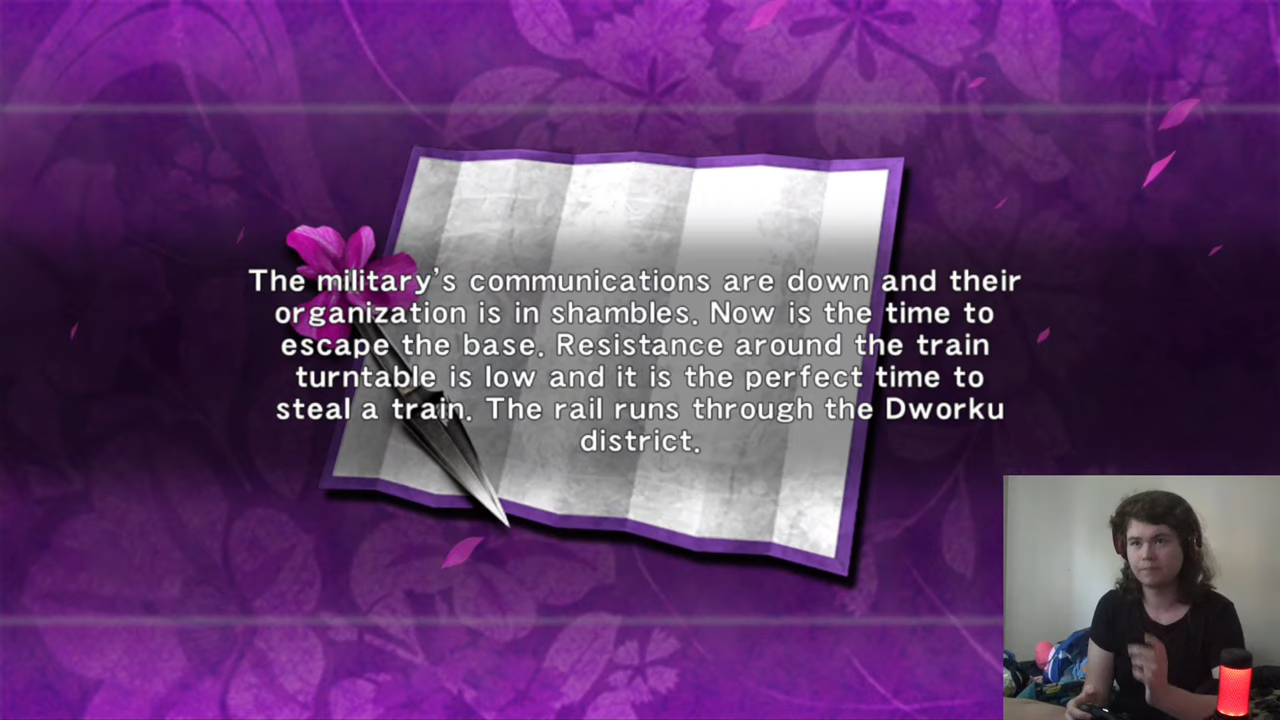 The military's communications are down and their
organization is in shambles. Now is the time to
escape the base. Resistance around the train
turntable is low and it is the perfect time to
steal a train. The rail runs through the Dworku
district.